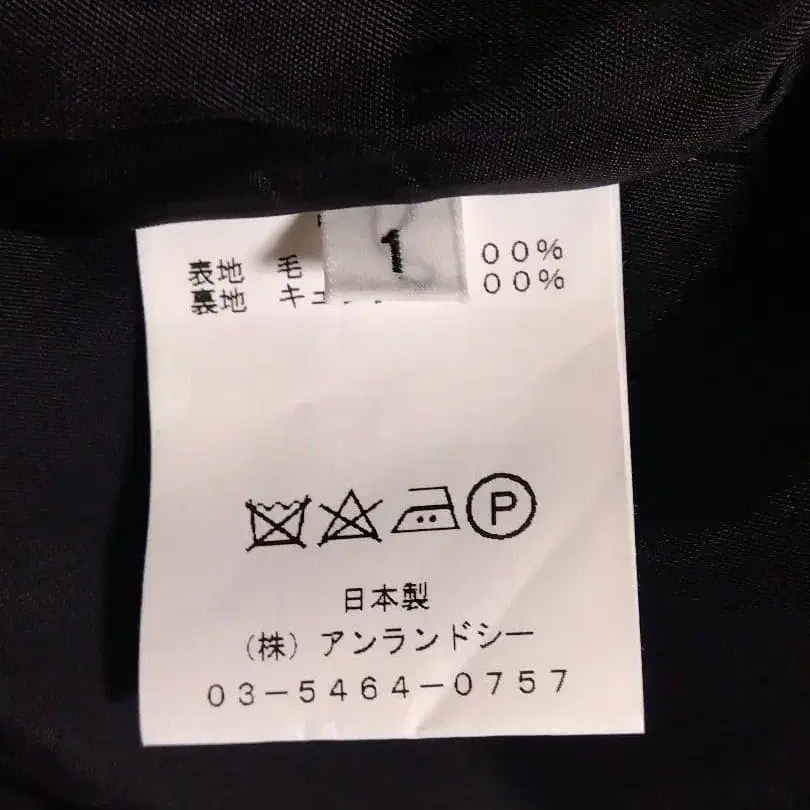 1
表地 毛 00%
裏地 キュ 00%
P
日本製
(株) アンランドシー
03-5464-0757